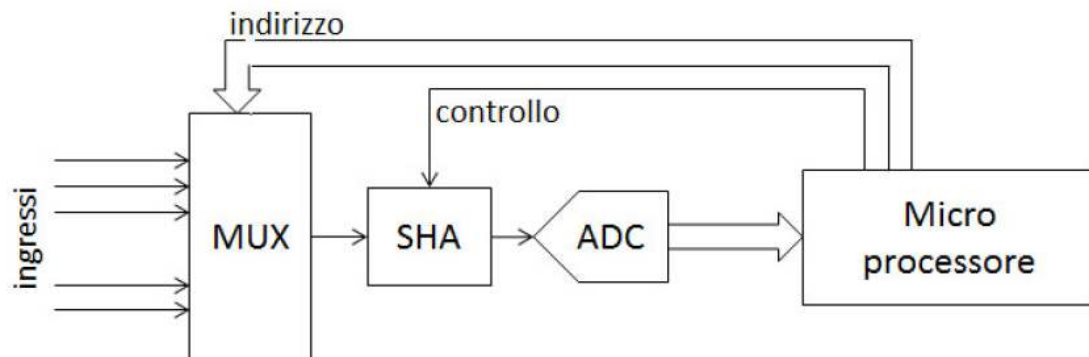 indirizzo
controllo
ingressi
MUX
SHA
ADC
Micro
processore